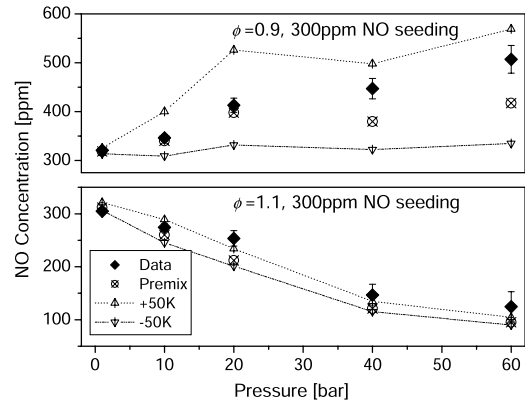 ϕ=0.9, 300ppm NO seeding
600
500
400
300
NO Concentration [ppm]
ϕ=1.1, 300ppm NO seeding
300
200
100
Data
Premix
+50K
-50K
0 10 20 30 40 50 60
Pressure [bar]